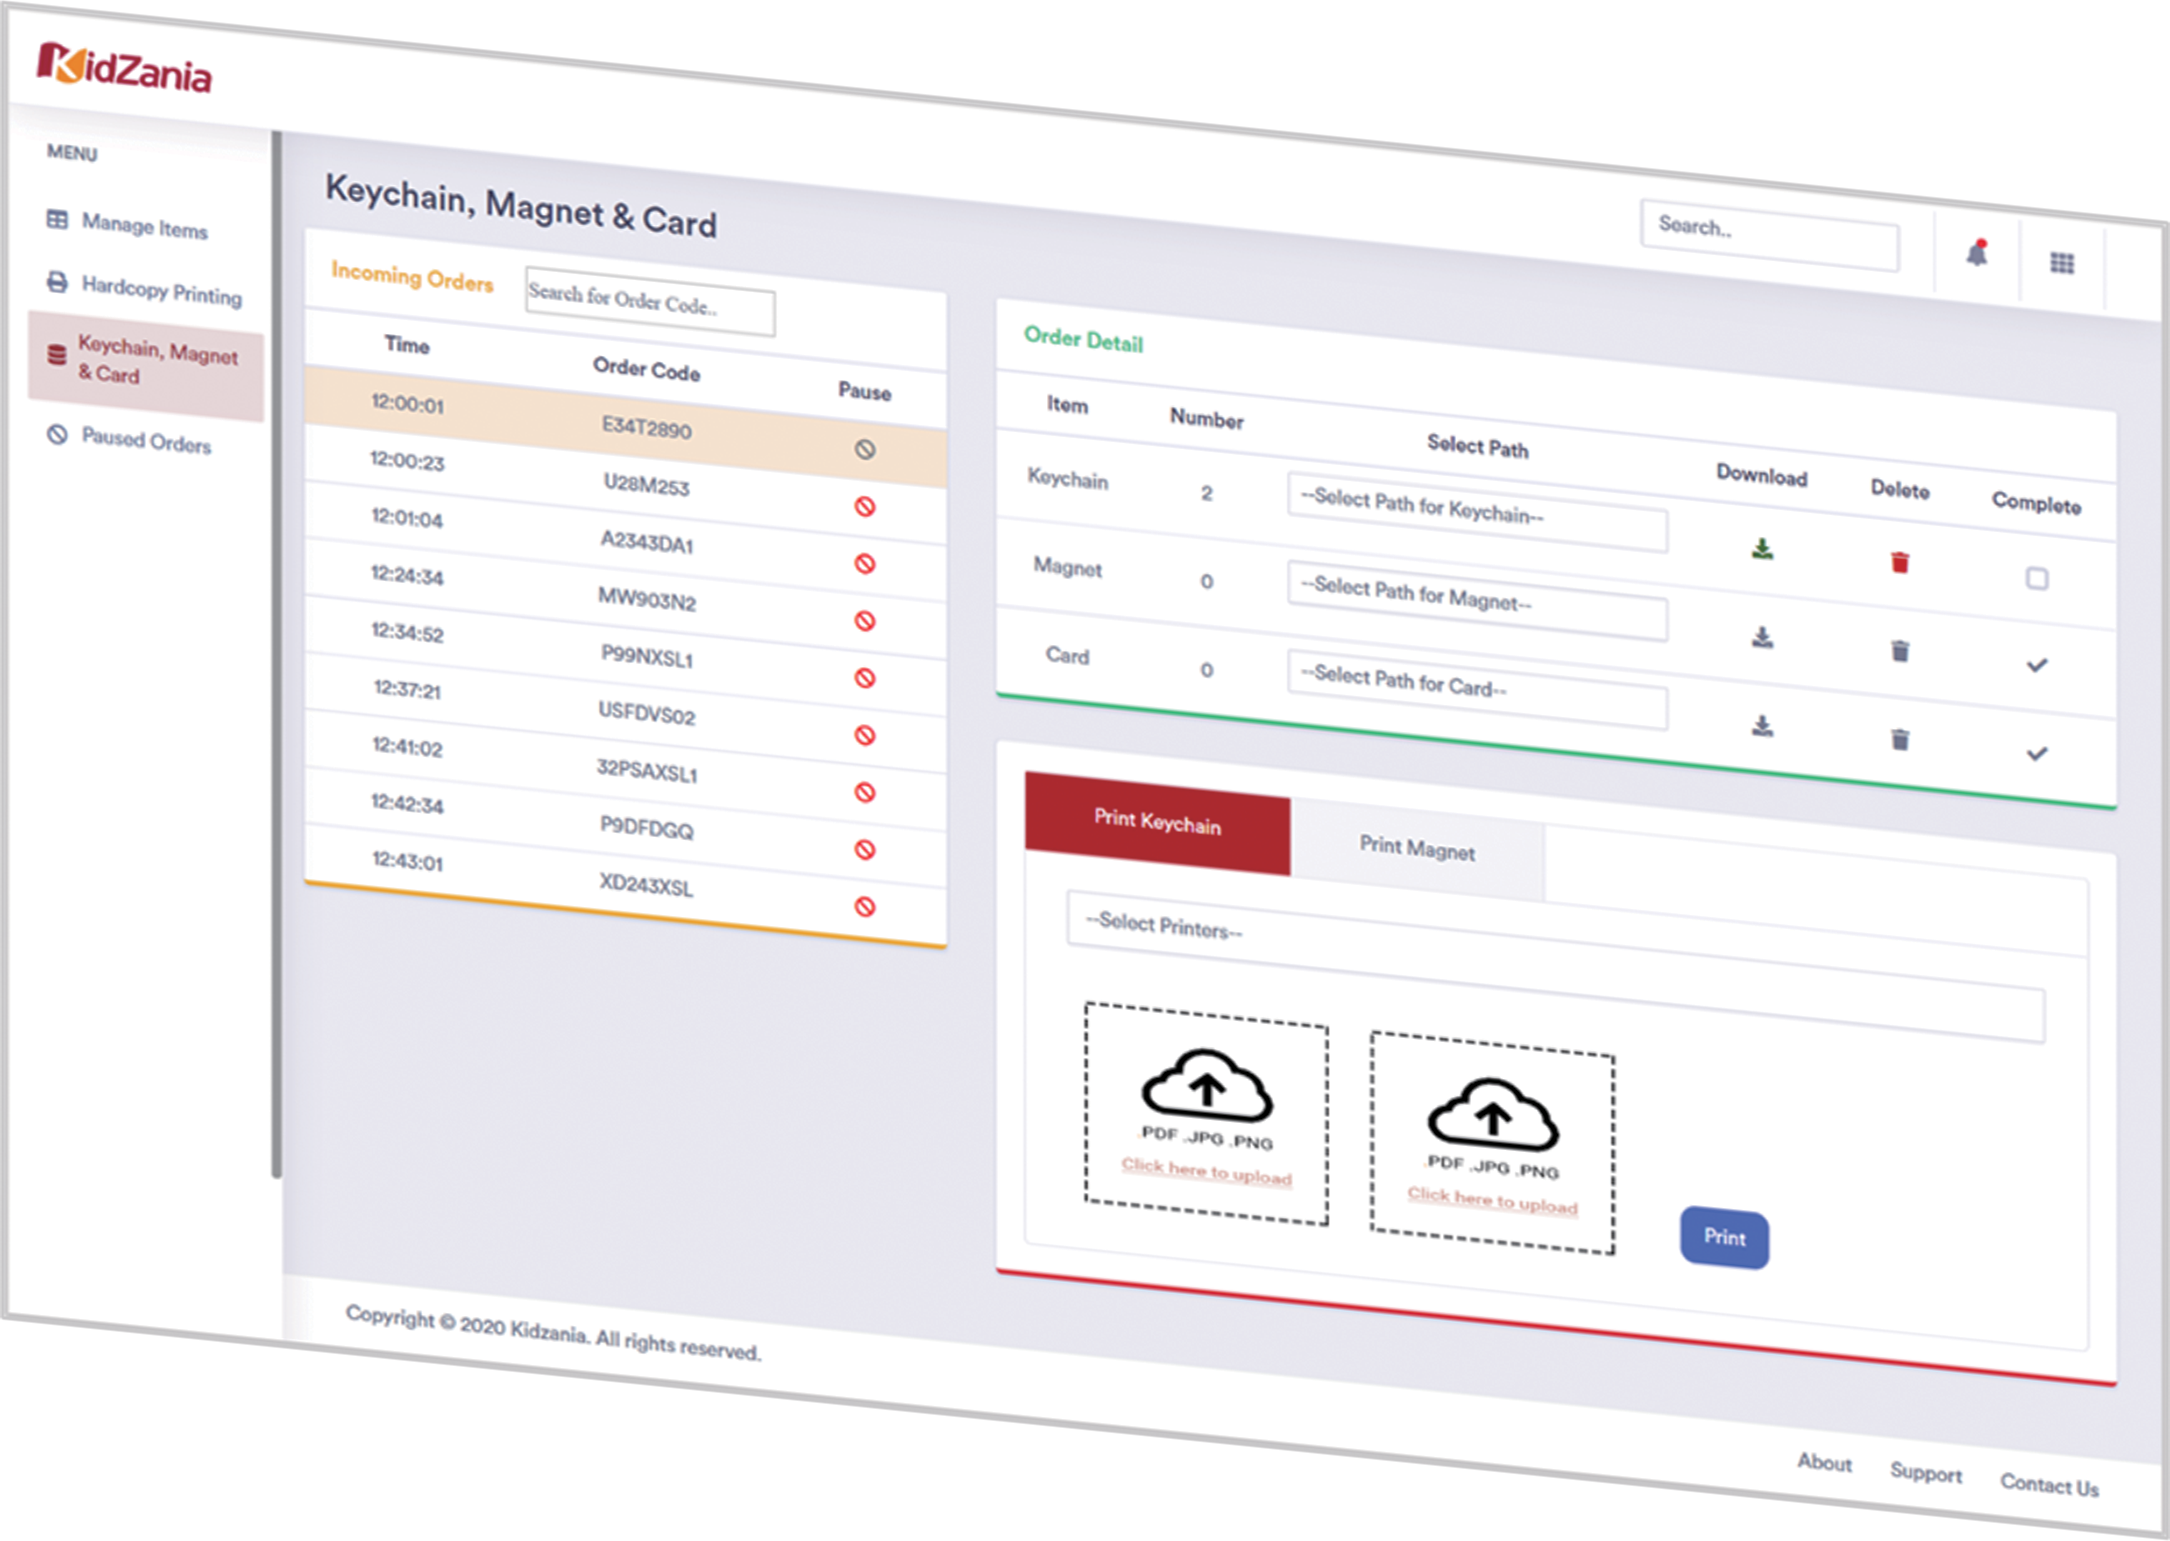 KidZania
MENU
Manage Items
Hardcopy Printing
Keychain, Magnet
& Card
Paused Orders
Search..
Keychain, Magnet & Card
Incoming Orders Search for Order Code..
Time Order Code Pause
12:00:01 E34T2890
12:00:23 U28M253
12:01:04 A2343DA1
12:24:34 MW903N2
12:34:52 P99NXSL1
12:37:21 USFDVS02
12:41:02 32PSAXSL1
12:42:34 P9DFDGQ
12:43:01 XD243XSL
Order Detail
Item Number Select Path Download Delete Complete
Keychain 2 --Select Path for Keychain--
Magnet 0 --Select Path for Magnet--
Card 0 --Select Path for Card--
Print Keychain Print Magnet
--Select Printers--
.PDF .JPG .PNG
Click here to upload
.PDF .JPG .PNG
Click here to upload
Print
Copyright © 2020 Kidzania. All rights reserved.
About Support Contact Us